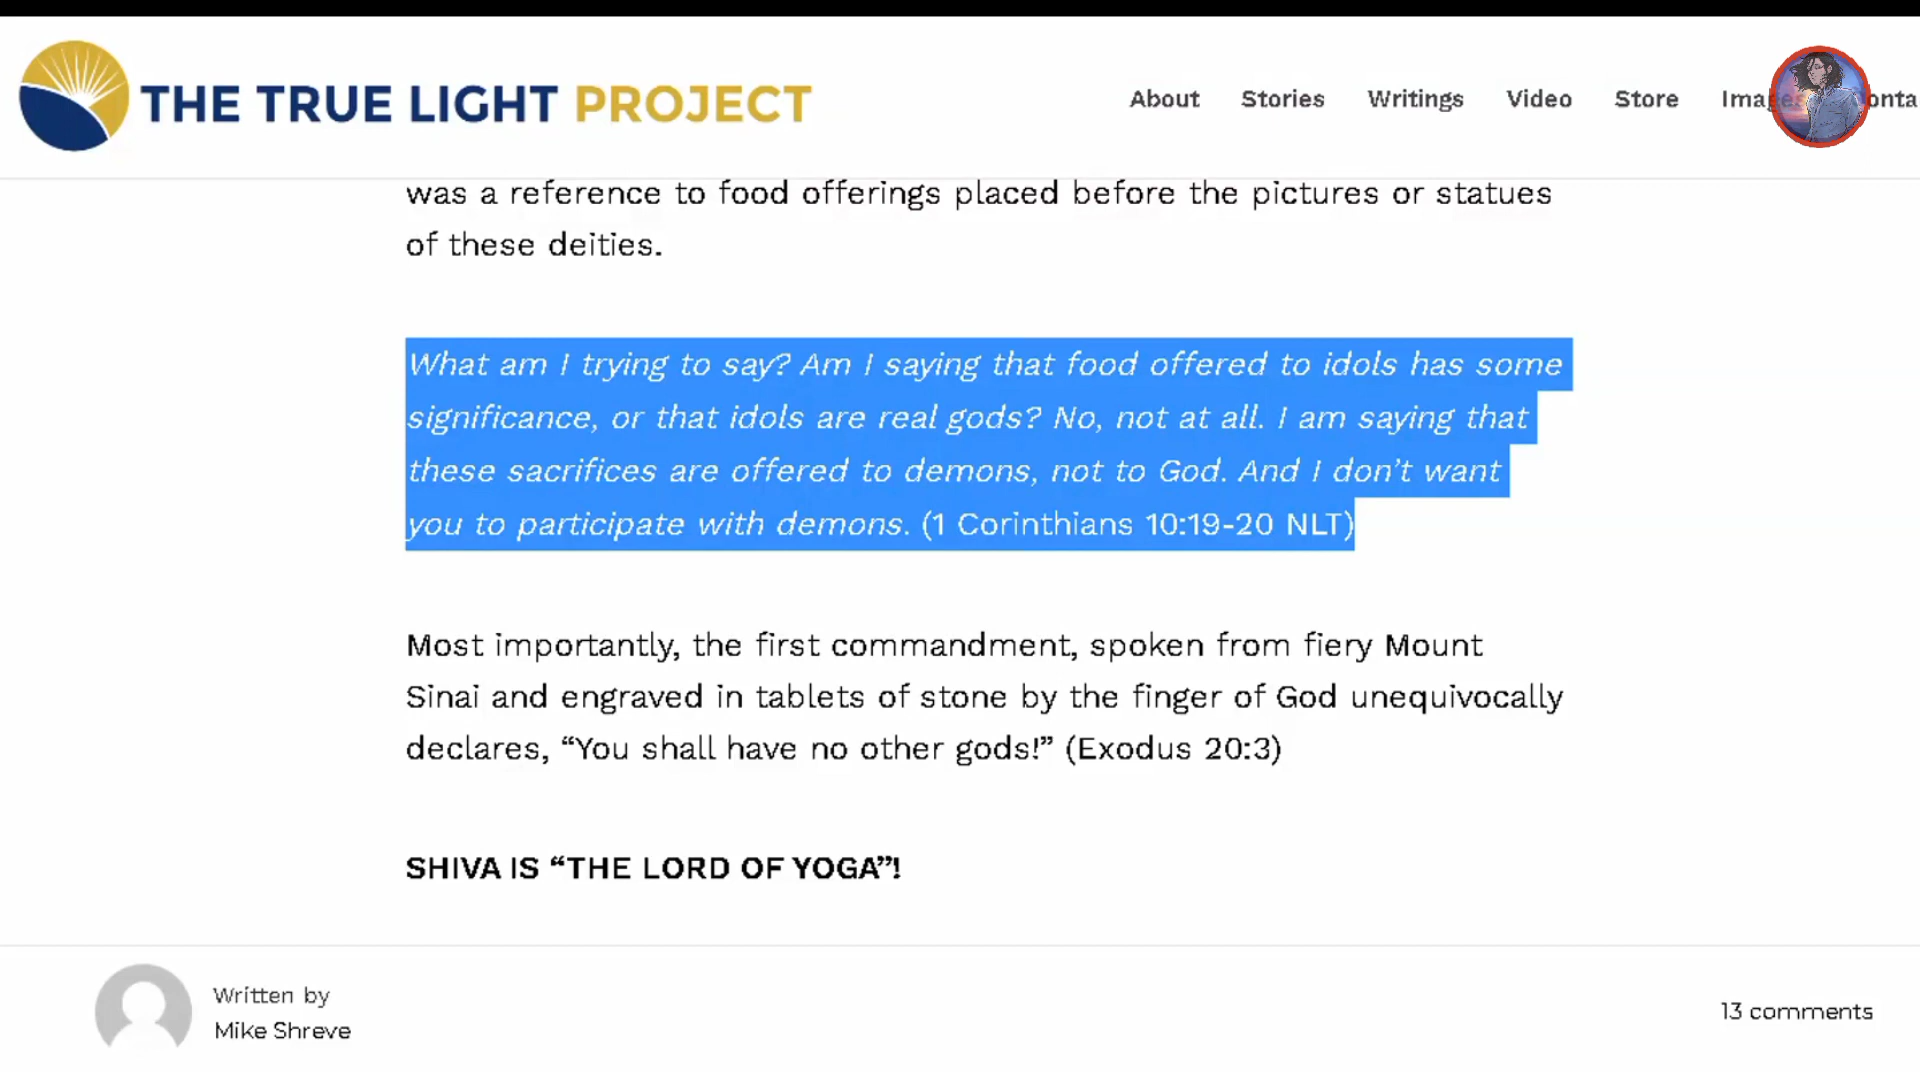 THE TRUE LIGHT PROJECT
About Stories Writings Video Store
was a reference to food offerings placed before the pictures or statues
of these deities.
What am I trying to say? Am I saying that food offered to idols has some
significance, or that idols are real gods? No, not at all. I am saying that
these sacrifices are offered to demons, not to God. And I don’t want
you to participate with demons. (1 Corinthians 10:19-20 NLT)
Most importantly, the first commandment, spoken from fiery Mount
Sinai and engraved in tablets of stone by the finger of God unequivocally
declares, “You shall have no other gods!” (Exodus 20:3)
SHIVA IS “THE LORD OF YOGA”!
Written by
Mike Shreve
13 comments